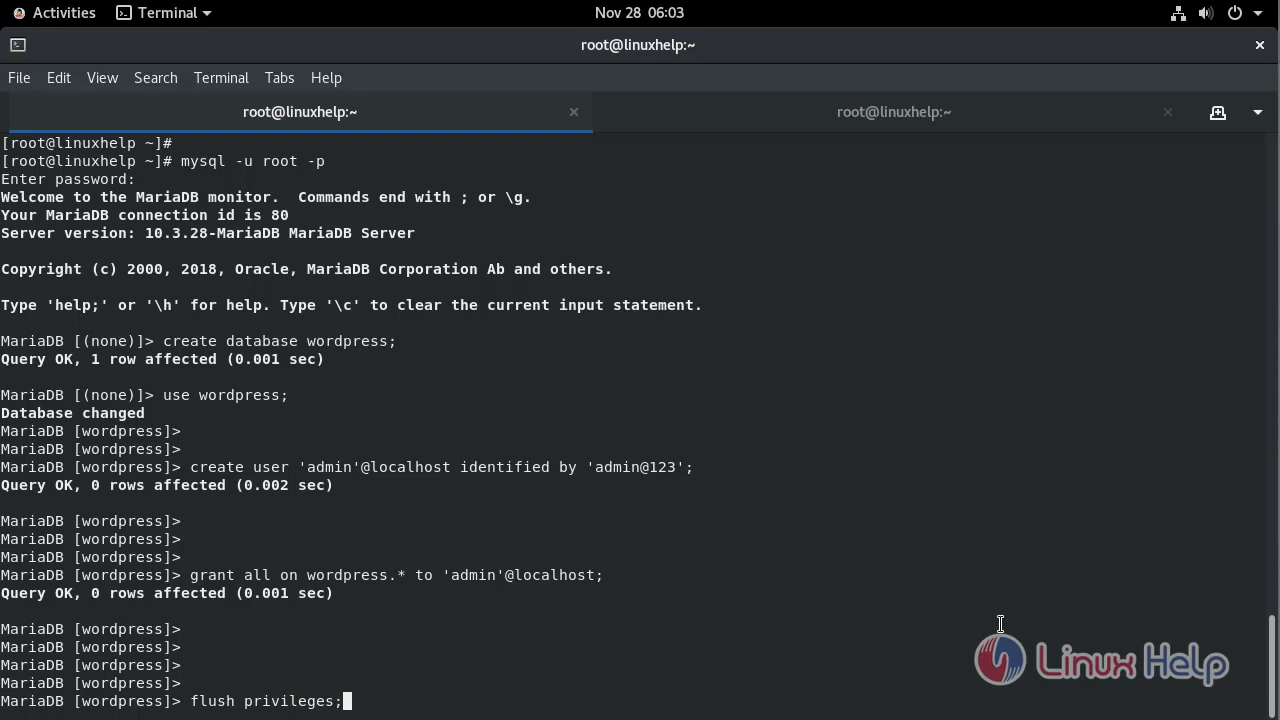 Activities Terminal Nov 28 06:03
root@linuxhelp:~
File Edit View Search Terminal Tabs Help
root@linuxhelp:~ root@linuxhelp:~
[root@linuxhelp ~]#
[root@linuxhelp ~]# mysql -u root -p
Enter password:
Welcome to the MariaDB monitor.  Commands end with ; or \g.
Your MariaDB connection id is 80
Server version: 10.3.28-MariaDB MariaDB Server
Copyright (c) 2000, 2018, Oracle, MariaDB Corporation Ab and others.
Type 'help;' or '\h' for help. Type '\c' to clear the current input statement.
MariaDB [(none)]> create database wordpress;
Query OK, 1 row affected (0.001 sec)
MariaDB [(none)]> use wordpress;
Database changed
MariaDB [wordpress]>
MariaDB [wordpress]>
MariaDB [wordpress]> create user 'admin'@localhost identified by 'admin@123';
Query OK, 0 rows affected (0.002 sec)
MariaDB [wordpress]>
MariaDB [wordpress]>
MariaDB [wordpress]>
MariaDB [wordpress]> grant all on wordpress.* to 'admin'@localhost;
Query OK, 0 rows affected (0.001 sec)
MariaDB [wordpress]>
MariaDB [wordpress]>
MariaDB [wordpress]>
MariaDB [wordpress]>
MariaDB [wordpress]> flush privileges;
Linux Help